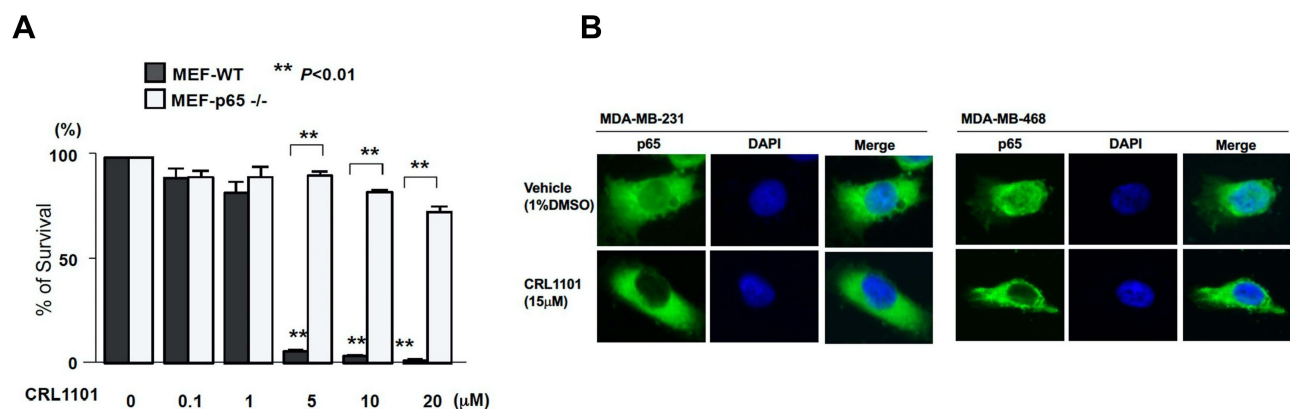 A
MEF-WT ** P<0.01
MEF-p65 -/-
(%)
100
50
0
% of Survival
** ** **
** ** **
CRL1101 0 0.1 1 5 10 20 (μM)
B
MDA-MB-231
p65 DAPI Merge
Vehicle
(1%DMSO)
CRL1101
(15μM)
MDA-MB-468
p65 DAPI Merge